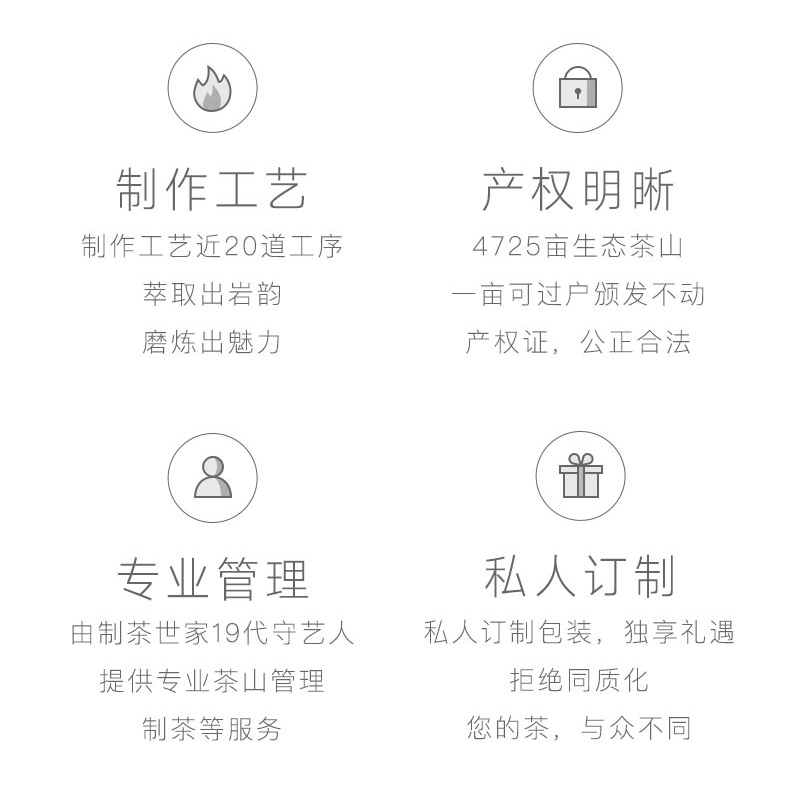 制作工艺
制作工艺近20道工序
萃取出岩韵
磨炼出魅力
产权明晰
4725亩生态茶山
一亩可过户颁发不动
产权证，公正合法
专业管理
由制茶世家19代守艺人
提供专业茶山管理
制茶等服务
私人订制
私人订制包装，独享礼遇
拒绝同质化
您的茶，与众不同